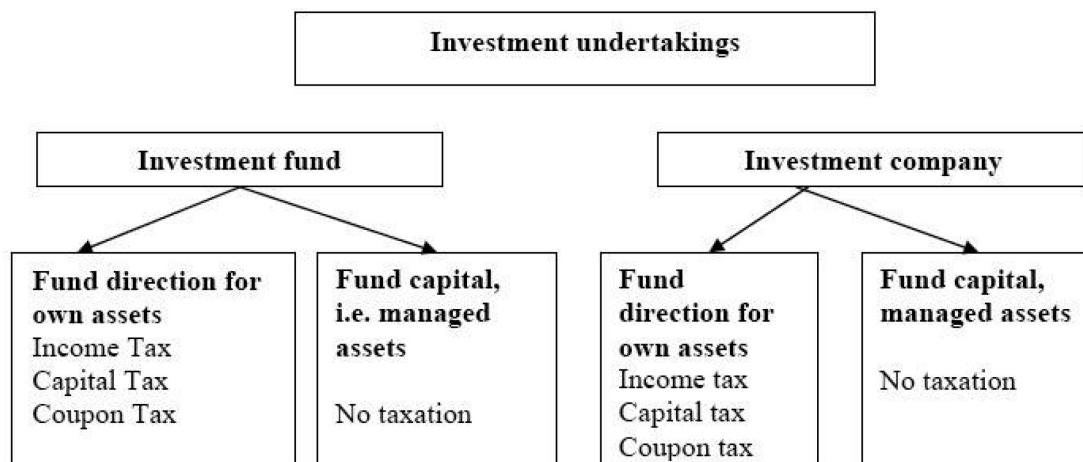 Investment undertakings
Investment fund
Investment company
Fund direction for
own assets
Income Tax
Capital Tax
Coupon Tax
Fund capital,
i.e. managed
assets
No taxation
Fund
direction for
own assets
Income tax
Capital tax
Coupon tax
Fund capital,
managed assets
No taxation